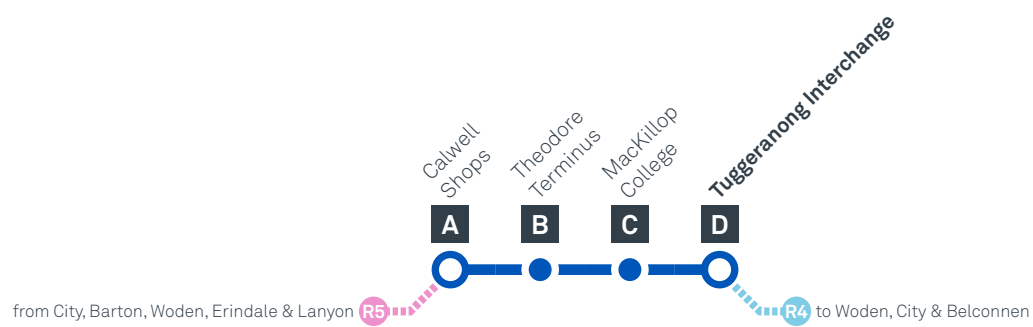 Calwell
Shops
Theodore
Terminus
MacKillop
College
Tuggeranong Interchange
A
B
C
D
from City, Barton, Woden, Erindale & Lanyon R5
R4 to Woden, City & Belconnen